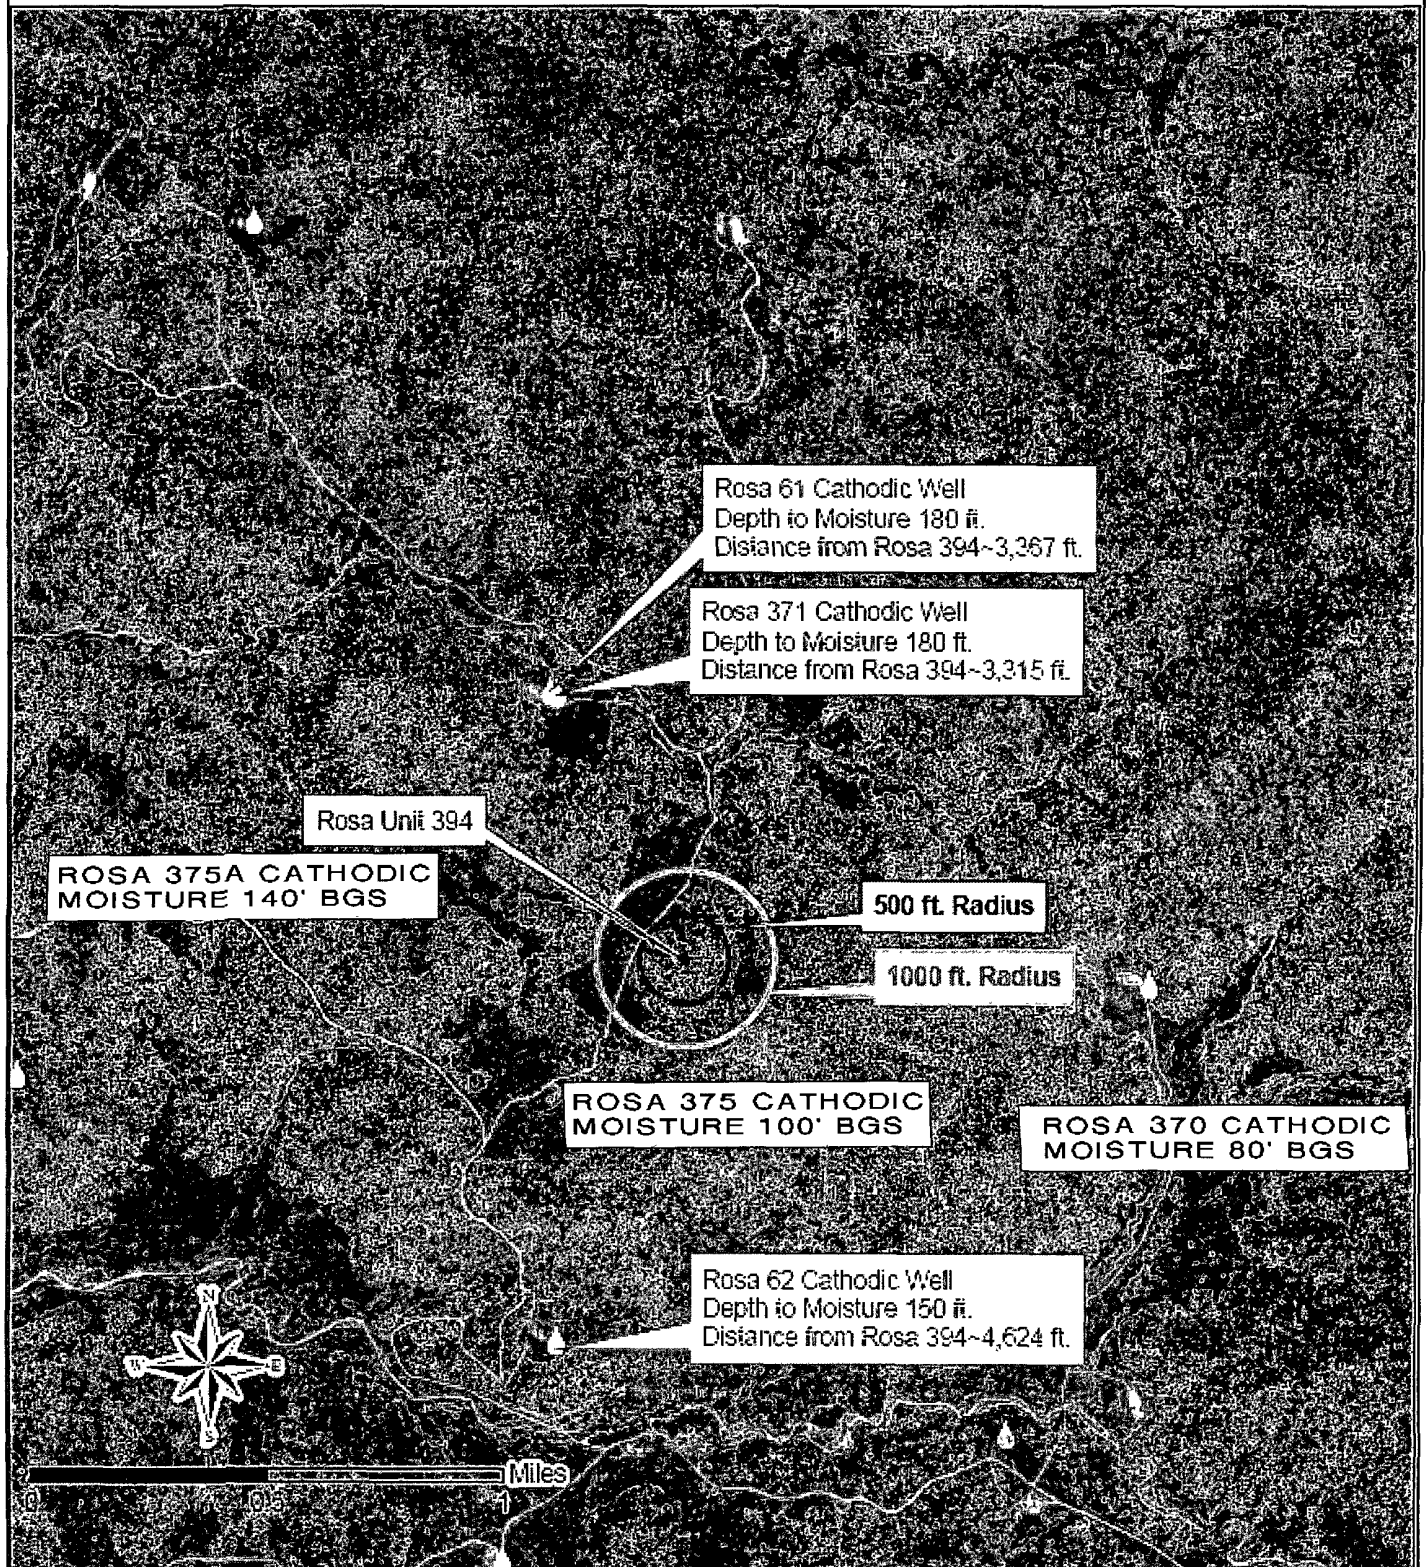 Rosa 61 Cathodic Well
Depth to Moisture 180 ft.
Distance from Rosa 394~3,367 ft.
Rosa 371 Cathodic Well
Depth to Moisture 180 ft.
Distance from Rosa 394~3,315 ft.
Rosa Unit 394
ROSA 375A CATHODIC
MOISTURE 140' BGS
500 ft. Radius
1000 ft. Radius
ROSA 375 CATHODIC
MOISTURE 100' BGS
ROSA 370 CATHODIC
MOISTURE 80' BGS
Rosa 62 Cathodic Well
Depth to Moisture 150 ft.
Distance from Rosa 394~4,624 ft.
N
W
E
S
Miles
0
0.5
1